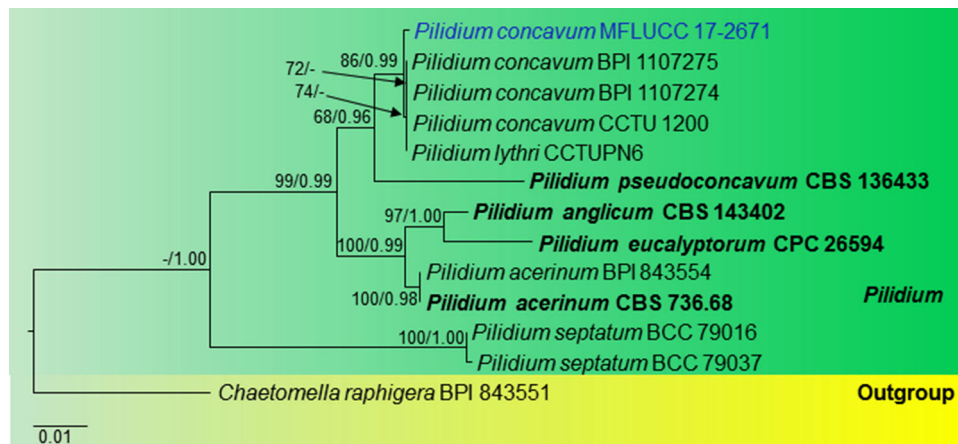 Pilidium concavum MFLUCC 17-2671
86/0.99
Pilidium concavum BPI 1107275
72/-
74/-
Pilidium concavum BPI 1107274
68/0.96
Pilidium concavum CCTU 1200
Pilidium lythri CCTUPN6
99/0.99
Pilidium pseudoconcavum CBS 136433
97/1.00
Pilidium anglicum CBS 143402
100/0.99
Pilidium eucalyptorum CPC 26594
-/1.00
Pilidium acerinum BPI 843554
100/0.98
Pilidium acerinum CBS 736.68
Pilidium
100/1.00
Pilidium septatum BCC 79016
Pilidium septatum BCC 79037
Chaetomella raphigera BPI 843551
Outgroup
0.01